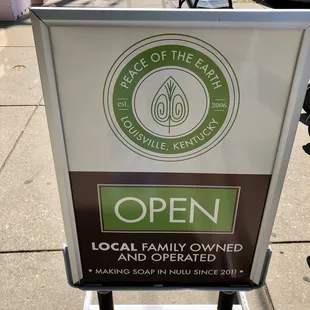 PEACE OF THE EARTH
est. 2006
LOUISVILLE, KENTUCKY
OPEN
LOCAL FAMILY OWNED
AND OPERATED
• MAKING SOAP IN NULU SINCE 2011 •